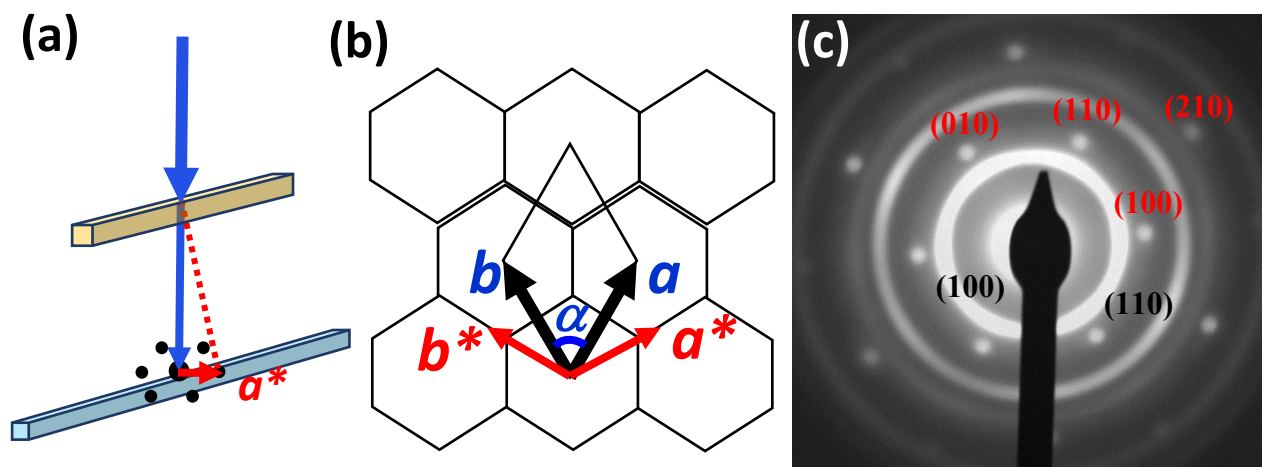 (a)
a*
(b)
b
a
α
b*
a*
(c)
(010)
(110)
(210)
(100)
(100)
(110)